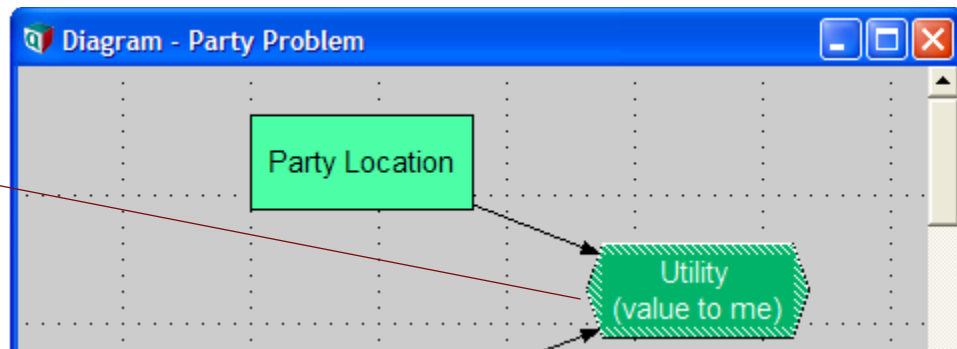 Diagram - Party Problem
Party Location
Utility
(value to me)